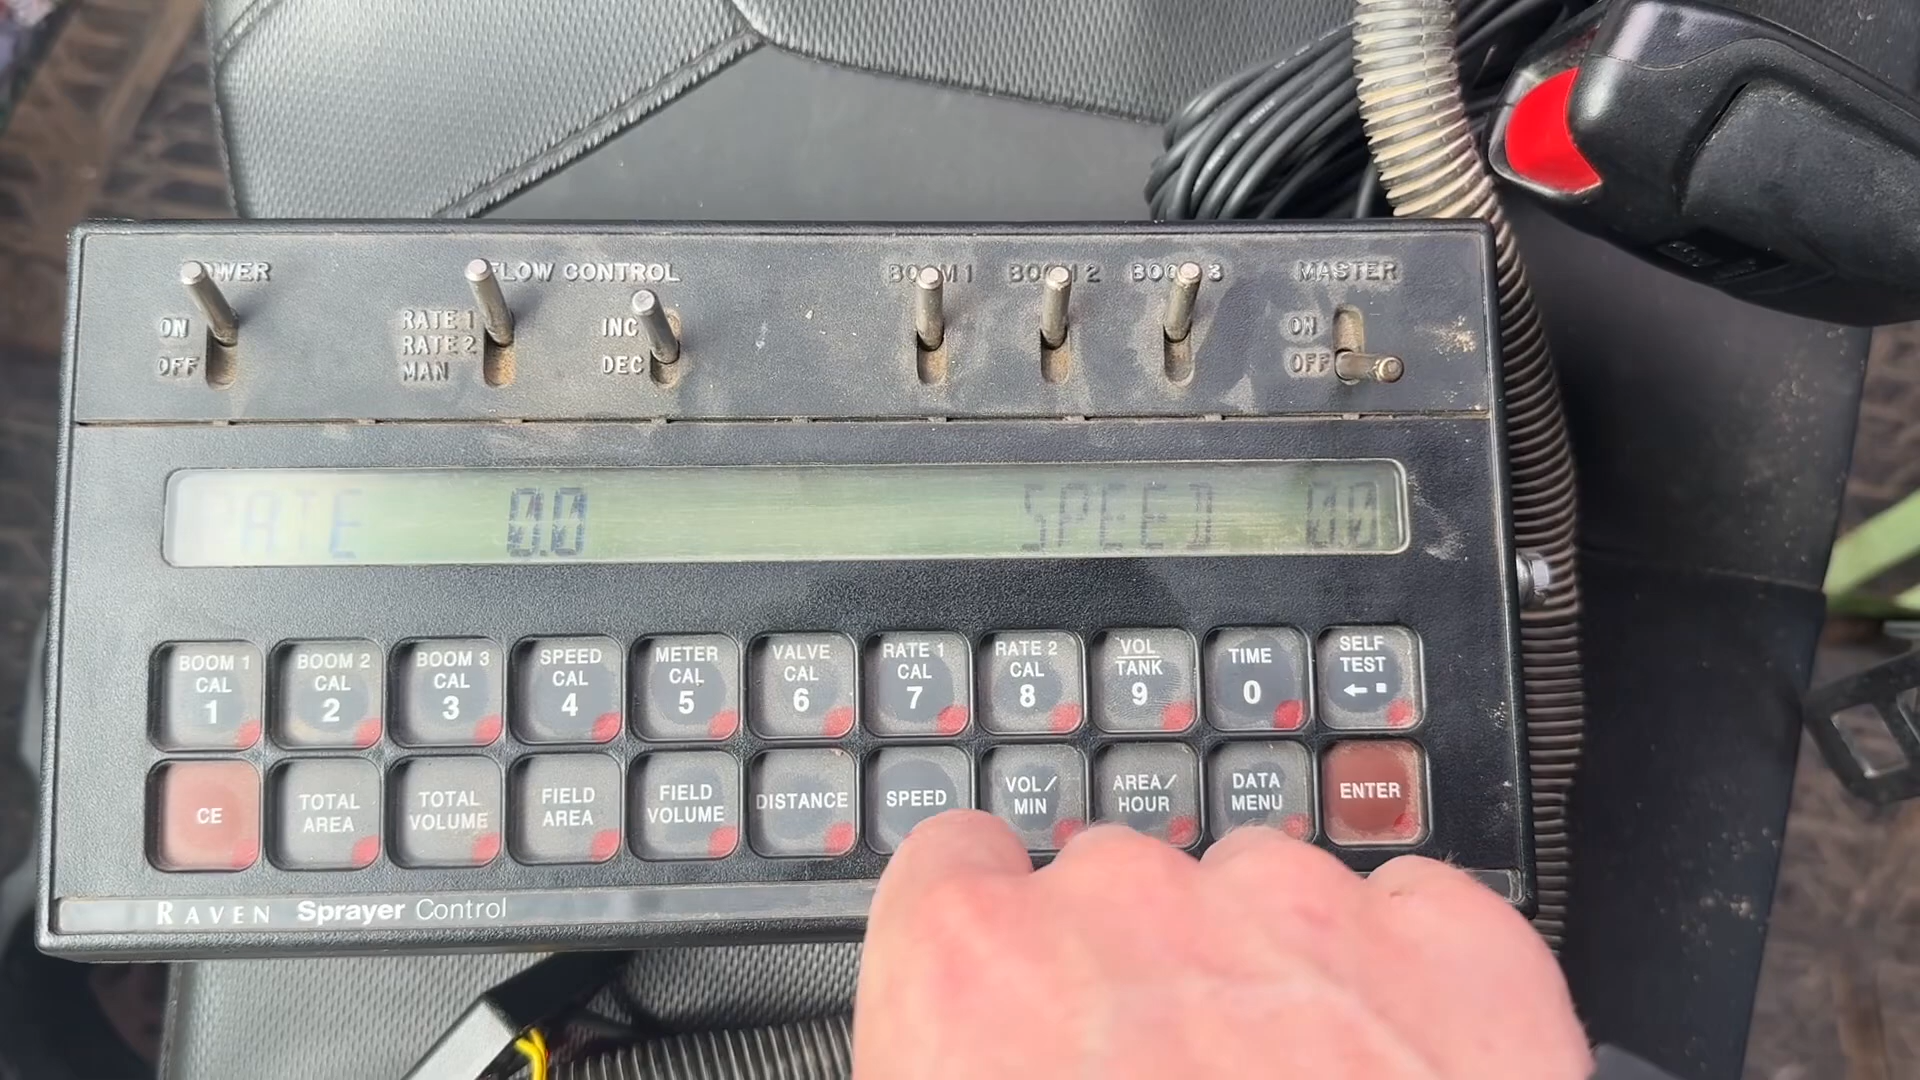 POWER FLOW CONTROL BOOM 1 BOOM 2 BOOM 3 MASTER
ON
OFF
RATE 1
RATE 2
MAN
INC
DEC
ON
OFF
RATE 0.0 SPEED 0.0
BOOM 1
CAL
1
BOOM 2
CAL
2
BOOM 3
CAL
3
SPEED
CAL
4
METER
CAL
5
VALVE
CAL
6
RATE 1
CAL
7
RATE 2
CAL
8
VOL
TANK
9
TIME
0
SELF
TEST
CE
TOTAL
AREA
TOTAL
VOLUME
FIELD
AREA
FIELD
VOLUME
DISTANCE
SPEED
VOL/
MIN
AREA/
HOUR
DATA
MENU
ENTER
RAVEN Sprayer Control